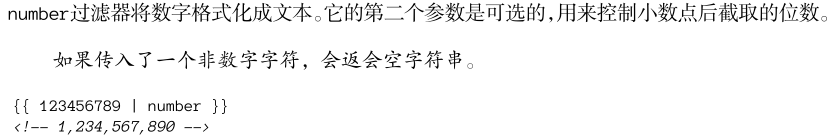 number过滤器将数字格式化成文本。它的第二个参数是可选的,用来控制小数点后截取的位数。
如果传入了一个非数字字符，会返会空字符串。
{{ 123456789 | number }}
<!-- 1,234,567,890 -->